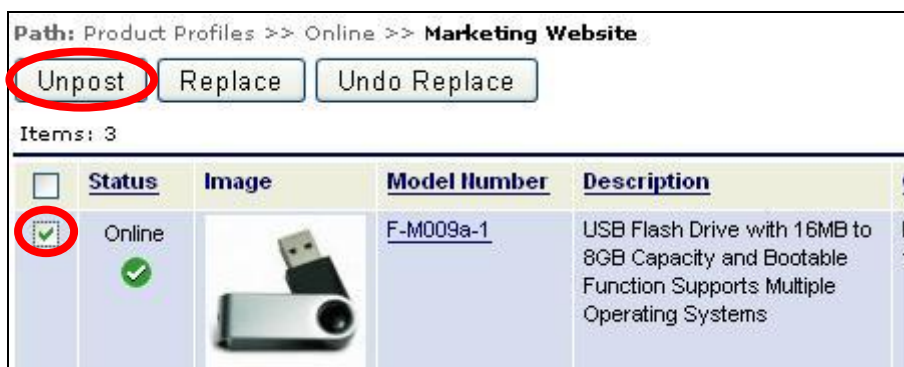 Path: Product Profiles >> Online >> Marketing Website
Unpost Replace Undo Replace
Items: 3
Status Image Model Number Description
Online F-M009a-1 USB Flash Drive with 16MB to
8GB Capacity and Bootable
Function Supports Multiple
Operating Systems